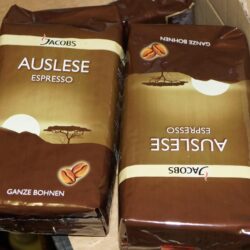 JACOBS
AUSLESE
ESPRESSO
GANZE BOHNEN
GANZE BOHNEN
AUSLESE
ESPRESSO
JACOBS